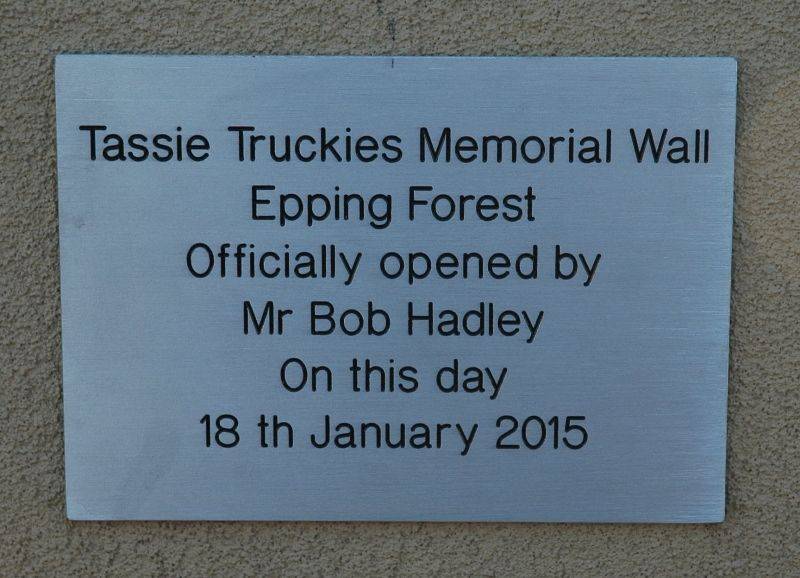 Tassie Truckies Memorial Wall
Epping Forest
Officially opened by
Mr Bob Hadley
On this day
18 th January 2015